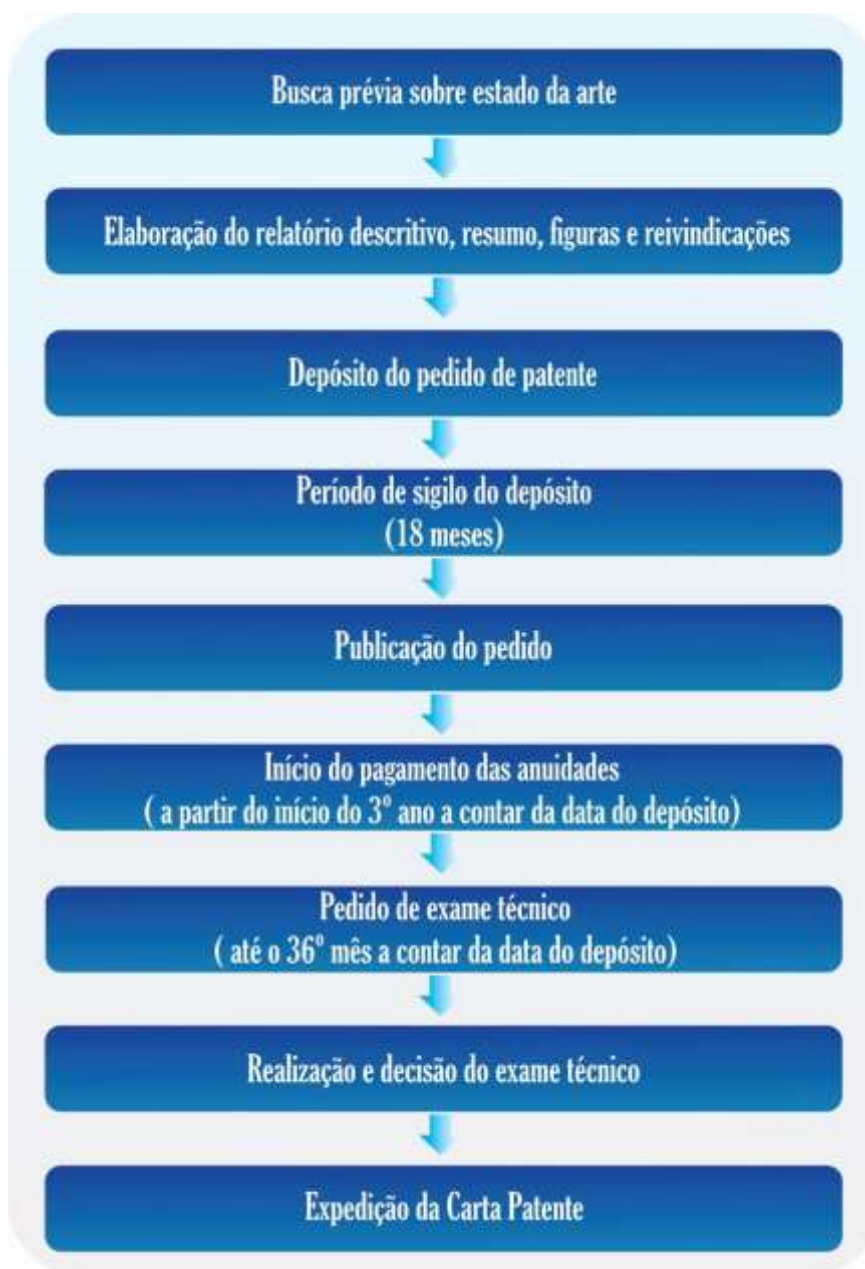 Busca prévia sobre estado da arte
Elaboração do relatório descritivo, resumo, figuras e reivindicações
Depósito do pedido de patente
Período de sigilo do depósito
(18 meses)
Publicação do pedido
Início do pagamento das anuidades
( a partir do início do 3º ano a contar da data do depósito)
Pedido de exame técnico
( até o 36º mês a contar da data do depósito)
Realização e decisão do exame técnico
Expedição da Carta Patente